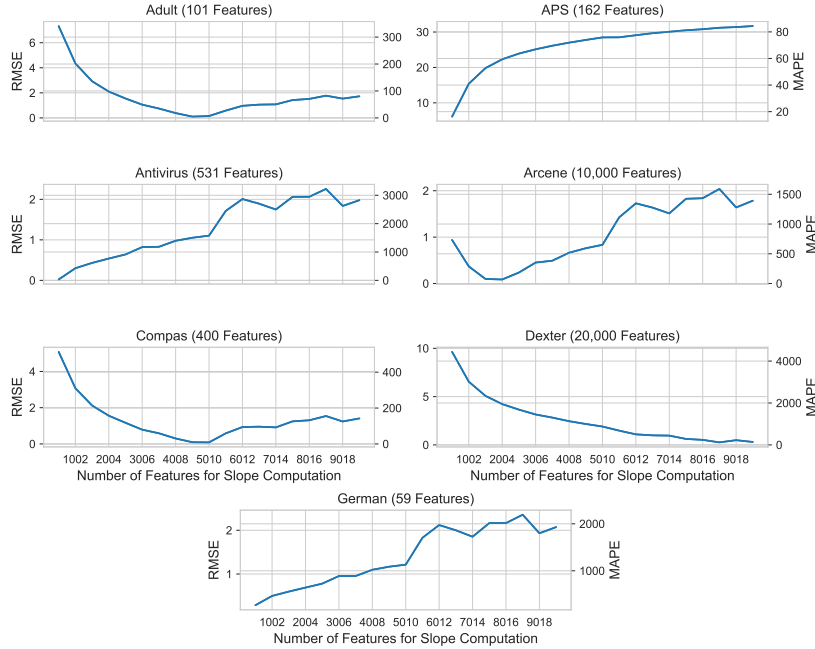 Adult (101 Features)
RMSE
6
4
2
0
300
200
100
0
APS (162 Features)
30
20
10
80
60
40
20
MAPE
Antivirus (531 Features)
RMSE
2
1
0
3000
2000
1000
0
Arcene (10,000 Features)
2
1
0
1500
1000
500
0
MAPE
Compas (400 Features)
RMSE
4
2
0
400
200
0
1002 2004 3006 4008 5010 6012 7014 8016 9018
Number of Features for Slope Computation
Dexter (20,000 Features)
10
5
0
4000
2000
0
MAPE
1002 2004 3006 4008 5010 6012 7014 8016 9018
Number of Features for Slope Computation
German (59 Features)
RMSE
2
1
2000
1000
MAPE
1002 2004 3006 4008 5010 6012 7014 8016 9018
Number of Features for Slope Computation